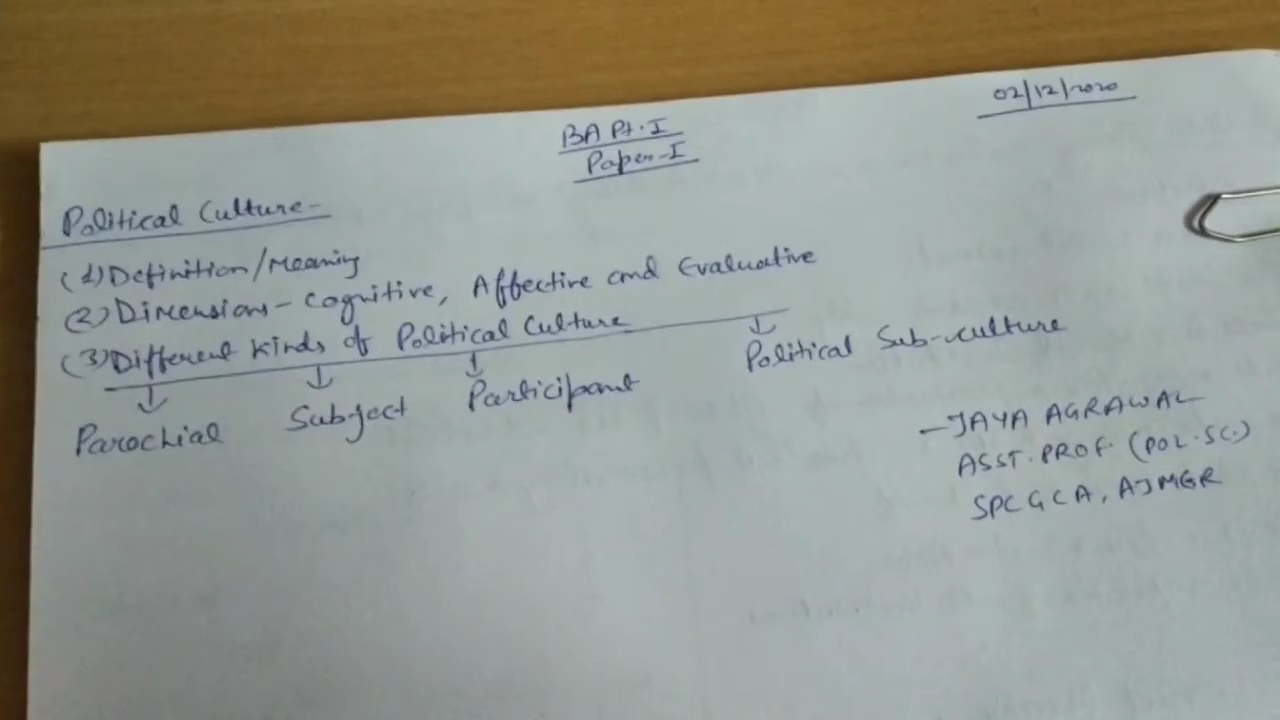 02/12/2020
BA Pt. I
Paper-I
Political Culture-
(1) Definition/Meaning
(2) Dimensions- Cognitive, Affective and Evaluative
(3) Different kinds of Political Culture
Parochial Subject Participant Political Sub-culture
- JAYA AGRAWAL
ASST. PROF. (POL. SC.)
SPCGCA, AJMER